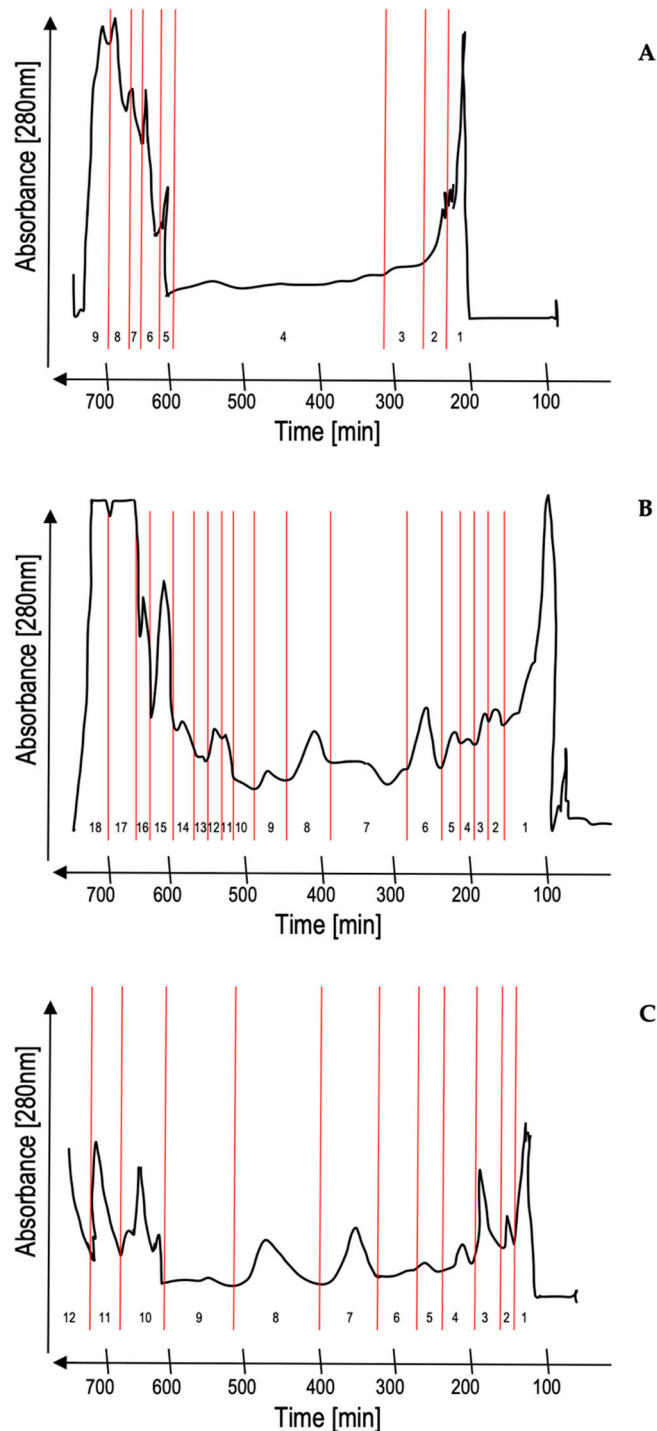 A
Absorbance [280nm]
9 8 7 6 5 4 3 2 1
700 600 500 400 300 200 100
Time [min]
B
Absorbance [280nm]
18 17 16 15 14 13 12 11 10 9 8 7 6 5 4 3 2 1
700 600 500 400 300 200 100
Time [min]
C
Absorbance [280nm]
12 11 10 9 8 7 6 5 4 3 2 1
700 600 500 400 300 200 100
Time [min]